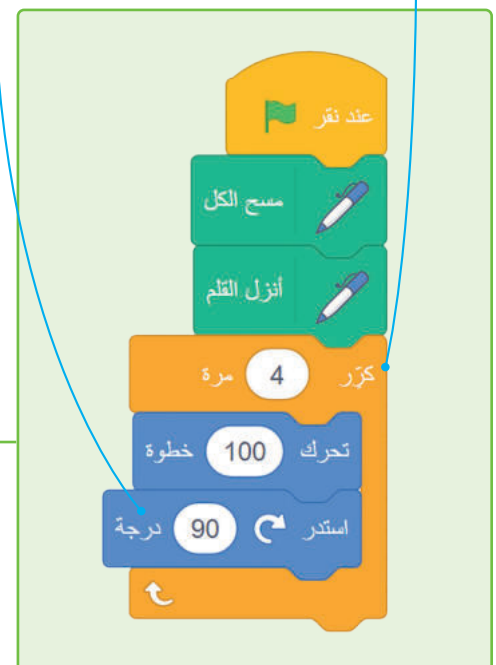 عند نقر
مسح الكل
أنزل القلم
كرّر 4 مرة
تحرك 100 خطوة
استدر 90 درجة